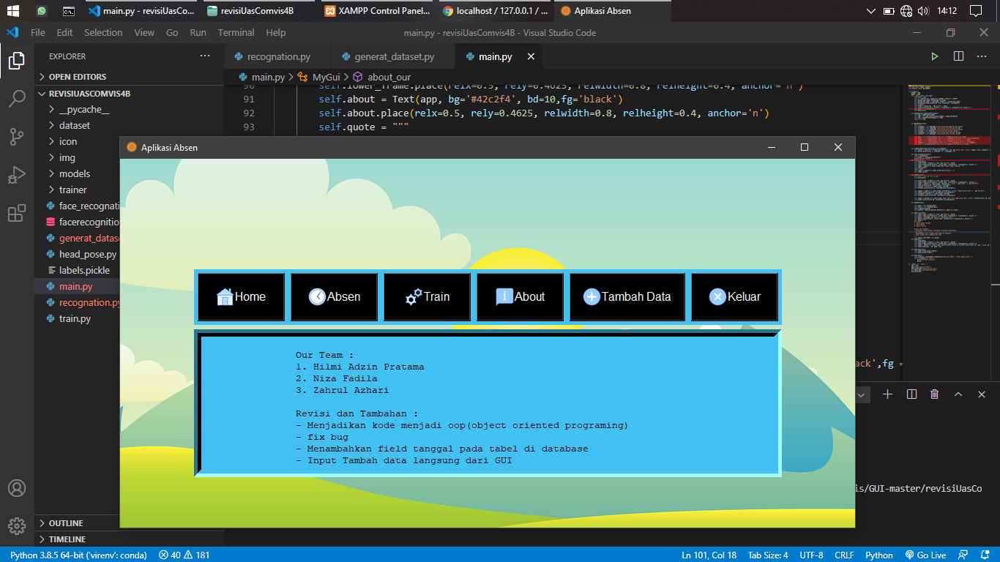 main.py - revisiUasCo...
revisiUasComvis4B
XAMPP Control Panel...
localhost / 127.0.0.1 / ...
Aplikasi Absen
14:12
File Edit Selection View Go Run Terminal Help
main.py - revisiUasComvis4B - Visual Studio Code
EXPLORER
recognation.py
generat_dataset.py
main.py
OPEN EDITORS
main.py > MyGui > about_our
REVISIUASCOMVIS4B
90 self.lower_frame.place(relx=0.5, rely=0.4625, relwidth=0.8, relheight=0.4, anchor='n')
91 self.about = Text(app, bg='#42c2f4', bd=10,fg='black')
92 self.about.place(relx=0.5, rely=0.4625, relwidth=0.8, relheight=0.4, anchor='n')
93 self.quote = """
__pycache__
dataset
icon
img
models
trainer
face_recognati
facerecognitio
generat_datas
head_pose.py
labels.pickle
main.py
recognation.py
train.py
Aplikasi Absen
Home
Absen
Train
About
Tambah Data
Keluar
Our Team :
1. Hilmi Adzin Pratama
2. Niza Fadila
3. Zahrul Azhari
Revisi dan Tambahan :
- Menjadikan kode menjadi oop(object oriented programing)
- fix bug
- Menambahkan field tanggal pada tabel di database
- Input Tambah data langsung dari GUI
ack',fg =
is/GUI-master/revisiUasCo
OUTLINE
TIMELINE
Python 3.8.5 64-bit ('virenv': conda)
40
181
Ln 101, Col 18
Tab Size: 4
UTF-8
CRLF
Python
Go Live